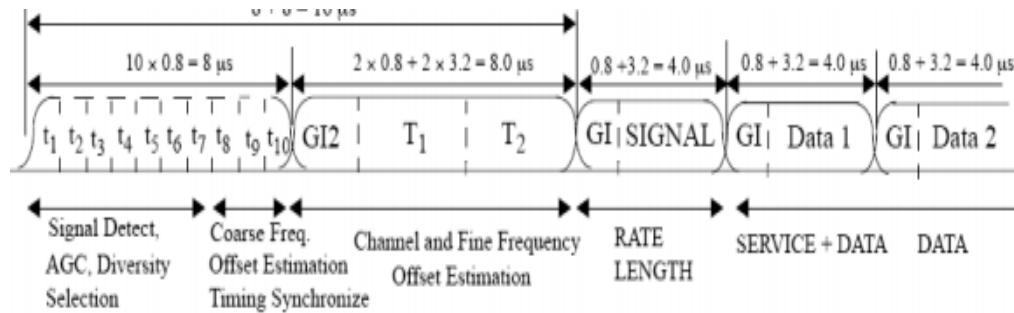 8 + 8 = 16 μs
10 × 0.8 = 8 μs
2 × 0.8 + 2 × 3.2 = 8.0 μs
0.8 +3.2 = 4.0 μs
0.8 + 3.2 = 4.0 μs
0.8 + 3.2 = 4.0 μs
t1 t2 t3 t4 t5 t6 t7 t8 t9 t10 GI2 T1 T2 GI SIGNAL GI Data 1 GI Data 2
Signal Detect,
AGC, Diversity
Selection
Coarse Freq.
Offset Estimation
Timing Synchronize
Channel and Fine Frequency
Offset Estimation
RATE
LENGTH
SERVICE + DATA
DATA